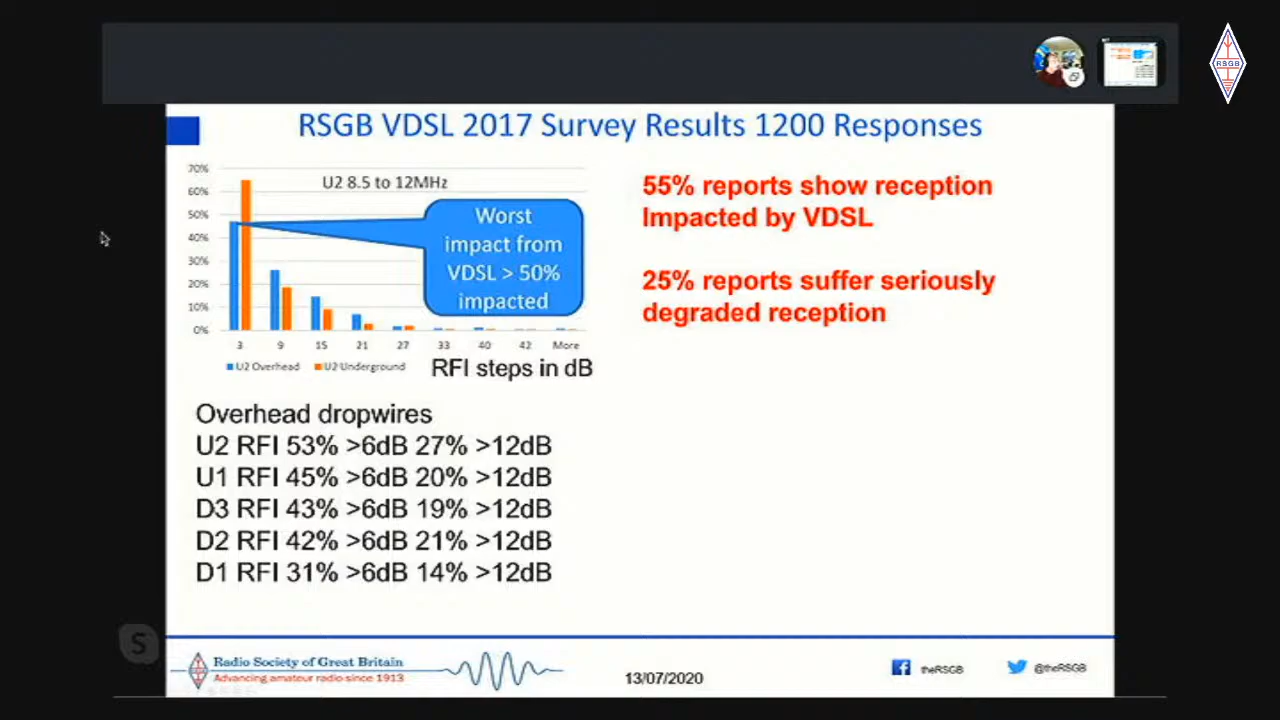 RSGB
RSGB VDSL 2017 Survey Results 1200 Responses
70%
60%
50%
40%
30%
20%
10%
0%
U2 8.5 to 12MHz
Worst
impact from
VDSL > 50%
impacted
3 9 15 21 27 33 40 42 More
U2 Overhead U2 Underground
RFI steps in dB
55% reports show reception
Impacted by VDSL
25% reports suffer seriously
degraded reception
Overhead dropwires
U2 RFI 53% >6dB 27% >12dB
U1 RFI 45% >6dB 20% >12dB
D3 RFI 43% >6dB 19% >12dB
D2 RFI 42% >6dB 21% >12dB
D1 RFI 31% >6dB 14% >12dB
S
Radio Society of Great Britain
Advancing amateur radio since 1913
13/07/2020
theRSGB
@theRSGB